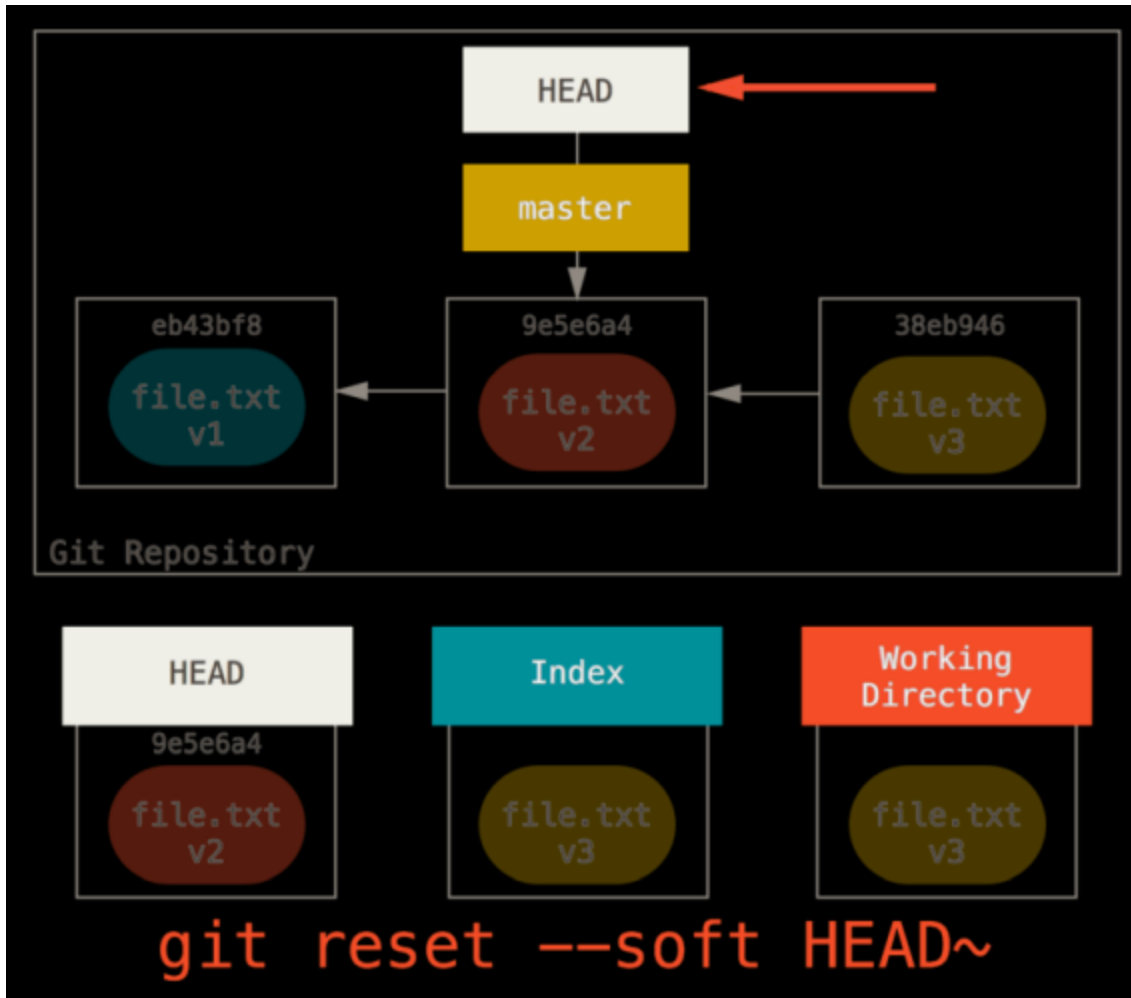 HEAD
master
eb43bf8
9e5e6a4
38eb946
file.txt
v1
file.txt
v2
file.txt
v3
Git Repository
HEAD
Index
Working
Directory
9e5e6a4
file.txt
v2
file.txt
v3
file.txt
v3
git reset --soft HEAD~